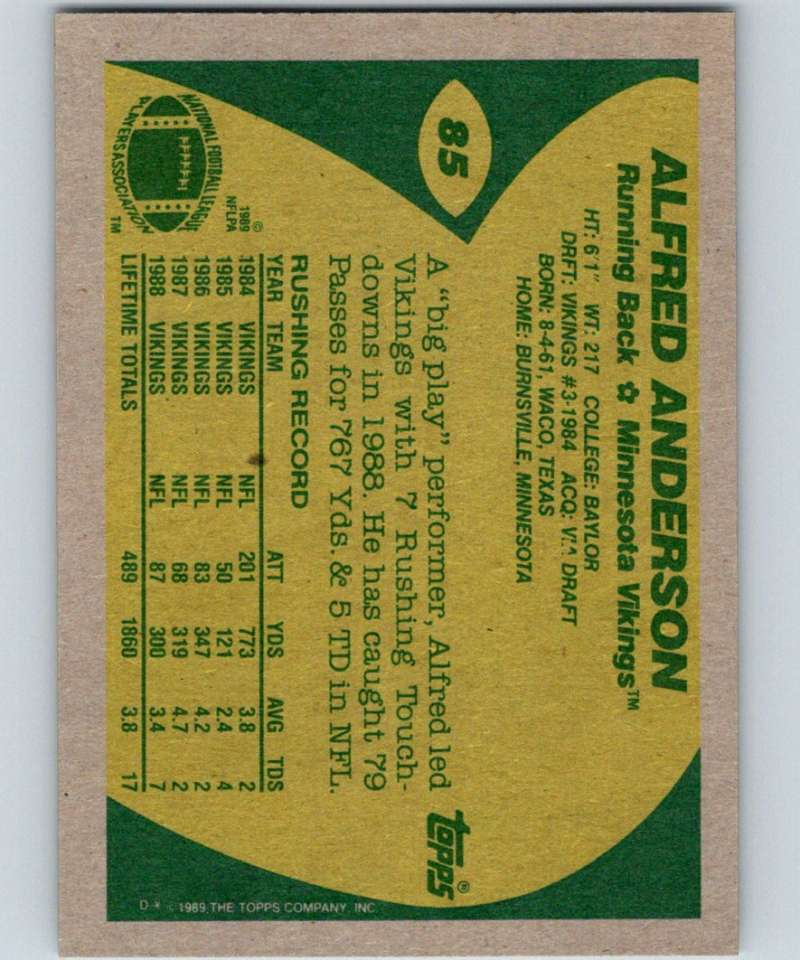 85
ALFRED ANDERSON
Running Back ✿ Minnesota Vikings™
HT: 6'1" WT: 217 COLLEGE: BAYLOR
DRFT: VIKINGS #3-1984 ACQ: VIA DRAFT
BORN: 8-4-61, WACO, TEXAS
HOME: BURNSVILLE, MINNESOTA
A "big play" performer, Alfred led
Vikings with 7 Rushing Touch-
downs in 1988. He has caught 79
Passes for 767 Yds. & 5 TD in NFL.
topps®
RUSHING RECORD
YEAR TEAM ATT YDS AVG TDS
1984 VIKINGS NFL 201 773 3.8 2
1985 VIKINGS NFL 50 121 2.4 4
1986 VIKINGS NFL 83 347 4.2 2
1987 VIKINGS NFL 68 319 4.7 2
1988 VIKINGS NFL 87 300 3.4 7
LIFETIME TOTALS 489 1860 3.8 17
©
1989
NFLPA
NATIONAL FOOTBALL LEAGUE
PLAYERS ASSOCIATION
™
D * © 1989 THE TOPPS COMPANY, INC.